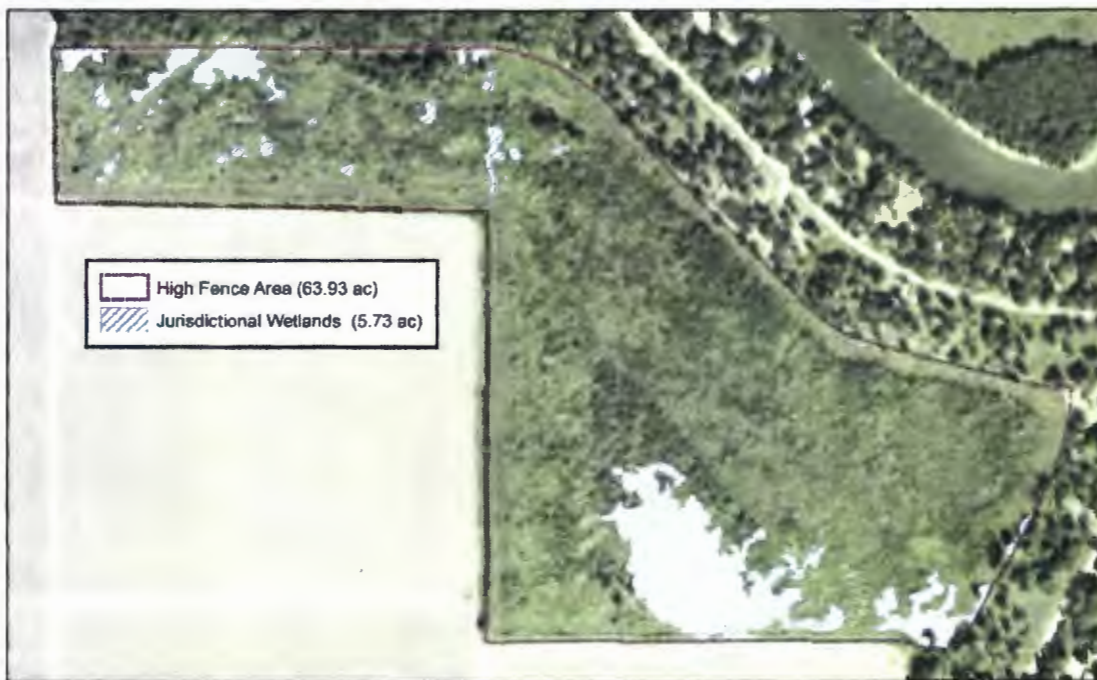 High Fence Area (63.93 ac)
Jurisdictional Wetlands (5.73 ac)